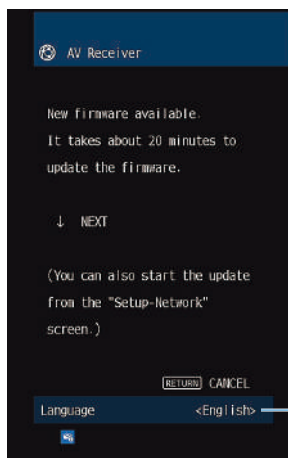 AV Receiver
New firmware available.
It takes about 20 minutes to
update the firmware.
↓ NEXT
(You can also start the update
from the "Setup-Network"
screen.)
RETURN CANCEL
Language <English>